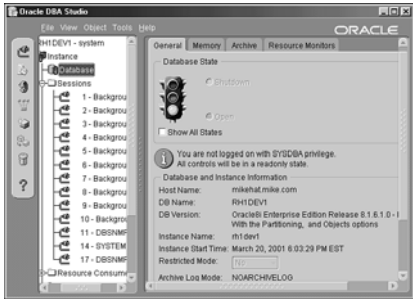 Oracle DBA Studio
File View Object Tools Help
ORACLE
RH1DEV1 - system
Instance
Database
Sessions
1 - Backgrou
2 - Backgrou
3 - Backgrou
4 - Backgrou
5 - Backgrou
6 - Backgrou
7 - Backgrou
8 - Backgrou
9 - Backgrou
10 - Backgro
11 - DBSNMF
14 - SYSTEM
17 - DBSNMF
Resource Consume
General Memory Archive Resource Monitors
Database State
Shutdown
Open
Show All States
You are not logged on with SYSDBA privilege.
All controls will be in a readonly state.
Database and Instance Information
Host Name: mikehat.mike.com
DB Name: RH1DEV1
DB Version: Oracle8i Enterprise Edition Release 8.1.6.1.0 -
With the Partitioning, and Objects options
Instance Name: rh1dev1
Instance Start Time: March 20, 2001 6:03:29 PM EST
Restricted Mode: No
Archive Log Mode: NOARCHIVELOG